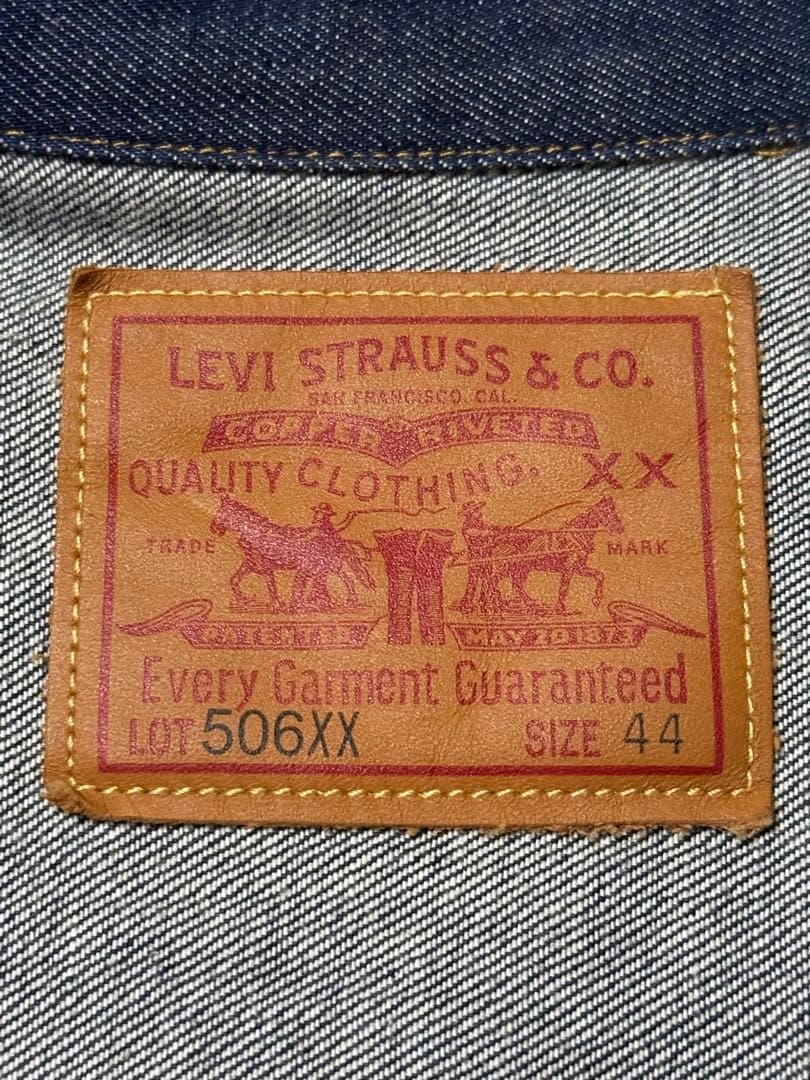 LEVI STRAUSS & CO.
SAN FRANCISCO. CAL.
COPPER RIVETED
QUALITY CLOTHING. XX
TRADE MARK
PATENTED MAY 20 1873
Every Garment Guaranteed
LOT 506XX SIZE 44